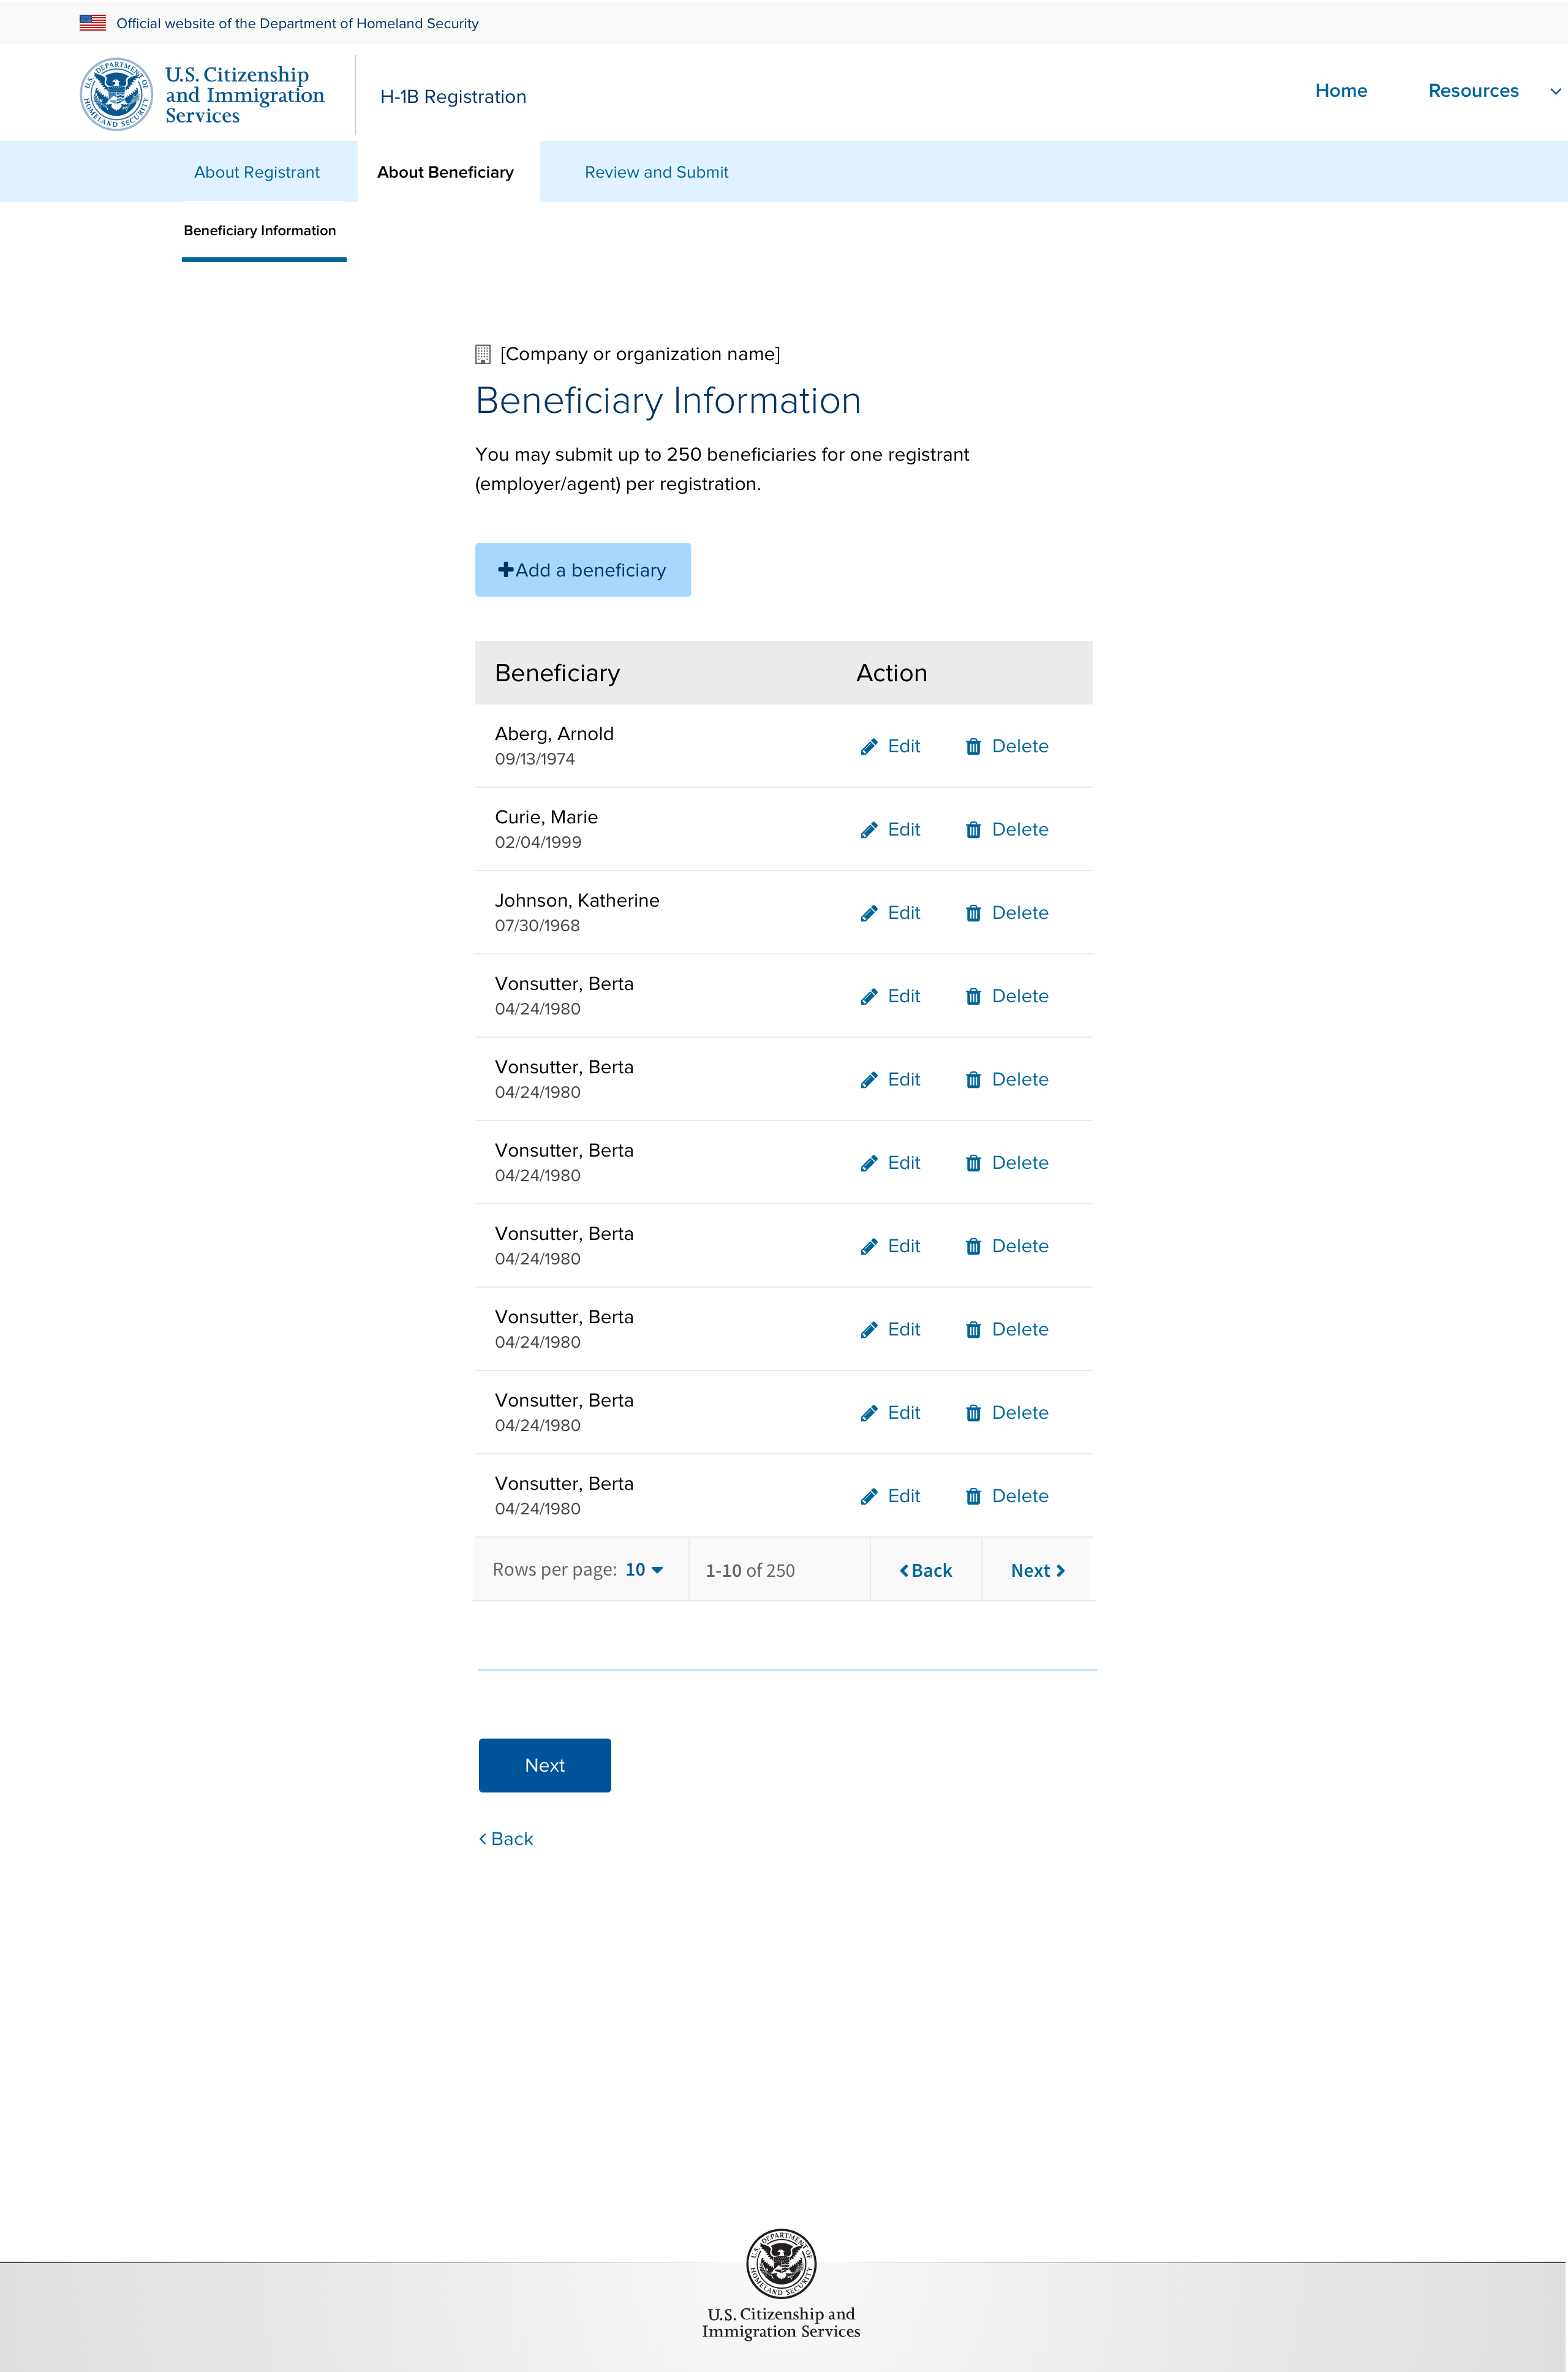 Official website of the Department of Homeland Security
U.S. Citizenship
and Immigration
Services
H-1B Registration
Home
Resources
About Registrant
About Beneficiary
Review and Submit
Beneficiary Information
[Company or organization name]
Beneficiary Information
You may submit up to 250 beneficiaries for one registrant
(employer/agent) per registration.
Add a beneficiary
Beneficiary Action
Aberg, Arnold
09/13/1974
Edit Delete
Curie, Marie
02/04/1999
Edit Delete
Johnson, Katherine
07/30/1968
Edit Delete
Vonsutter, Berta
04/24/1980
Edit Delete
Vonsutter, Berta
04/24/1980
Edit Delete
Vonsutter, Berta
04/24/1980
Edit Delete
Vonsutter, Berta
04/24/1980
Edit Delete
Vonsutter, Berta
04/24/1980
Edit Delete
Vonsutter, Berta
04/24/1980
Edit Delete
Vonsutter, Berta
04/24/1980
Edit Delete
Rows per page: 10 1-10 of 250 Back Next
Next
Back
U.S. DEPARTMENT OF
HOMELAND SECURITY
U.S. Citizenship and
Immigration Services